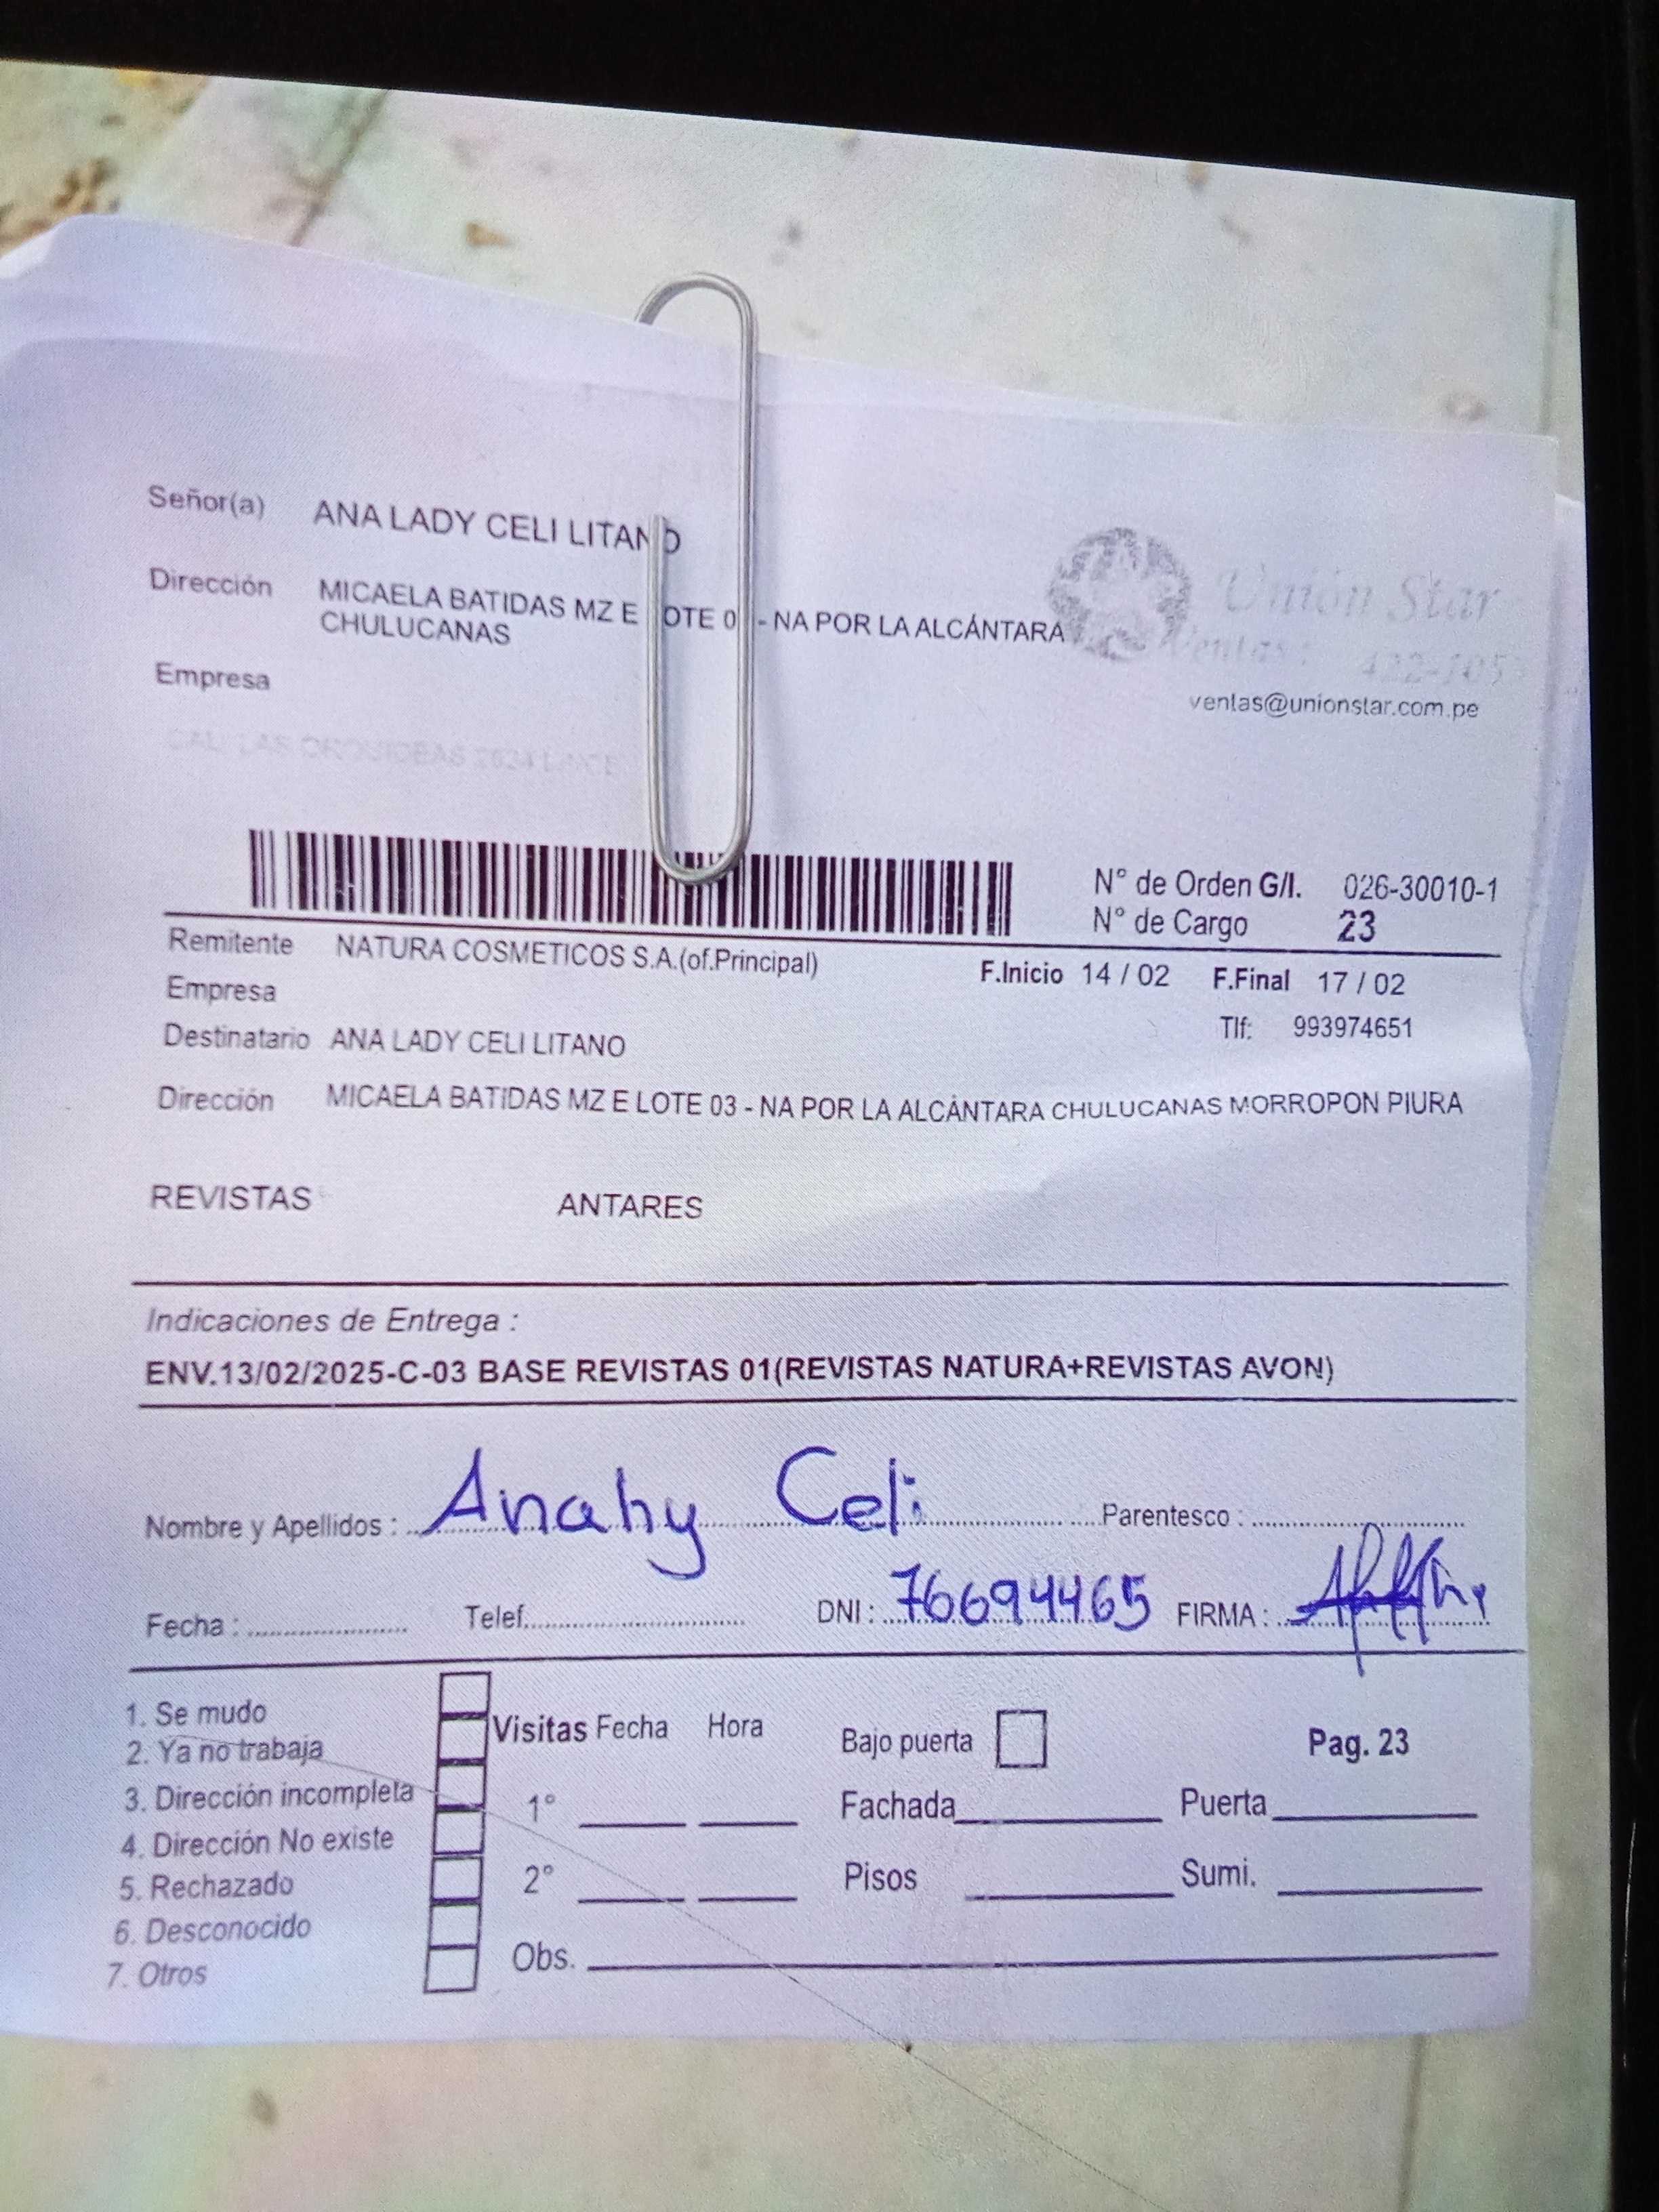 Señor(a) ANA LADY CELI LITANO
Dirección MICAELA BATIDAS MZ E LOTE 0 - NA POR LA ALCÁNTARA
CHULUCANAS
Unión Star
Ventas: 422-105
Empresa
ventas@unionstar.com.pe
N° de Orden G/I. 026-30010-1
N° de Cargo 23
Remitente NATURA COSMETICOS S.A.(of.Principal)
F.Inicio 14 / 02 F.Final 17 / 02
Empresa
Tlf: 993974651
Destinatario ANA LADY CELI LITANO
Dirección MICAELA BATIDAS MZ E LOTE 03 - NA POR LA ALCÁNTARA CHULUCANAS MORROPON PIURA
REVISTAS ANTARES
Indicaciones de Entrega :
ENV.13/02/2025-C-03 BASE REVISTAS 01(REVISTAS NATURA+REVISTAS AVON)
Nombre y Apellidos : Anahy Celi Parentesco :
Fecha : Telef. DNI : 76694465 FIRMA :
1. Se mudo
2. Ya no trabaja
3. Dirección incompleta
4. Dirección No existe
5. Rechazado
6. Desconocido
7. Otros
Visitas Fecha Hora
1°
2°
Obs.
Bajo puerta
Pag. 23
Fachada Puerta
Pisos Sumi.